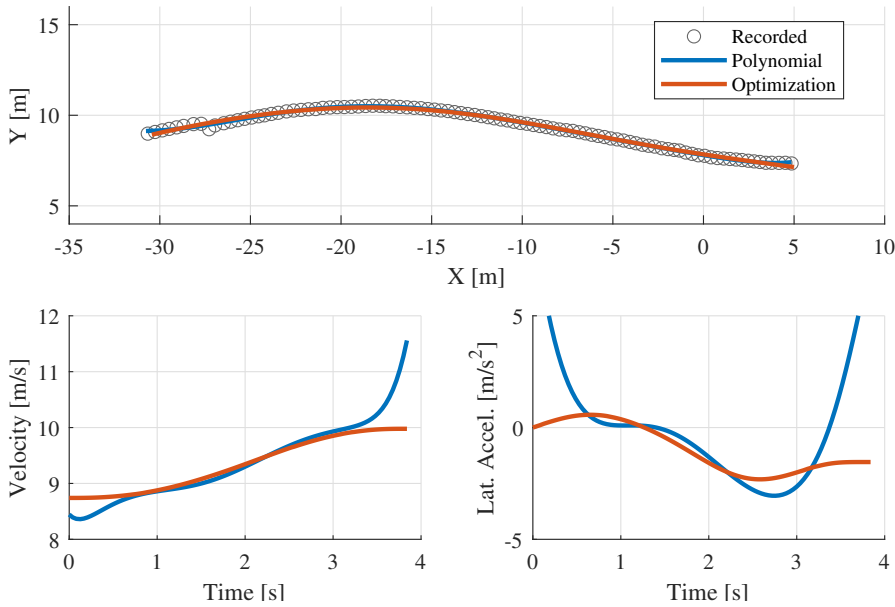 15
10
5
Y [m]
-35 -30 -25 -20 -15 -10 -5 0 5 10
X [m]
Recorded
Polynomial
Optimization
12
11
10
9
8
Velocity [m/s]
0 1 2 3 4
Time [s]
5
0
-5
Lat. Accel. [m/s²]
0 1 2 3 4
Time [s]